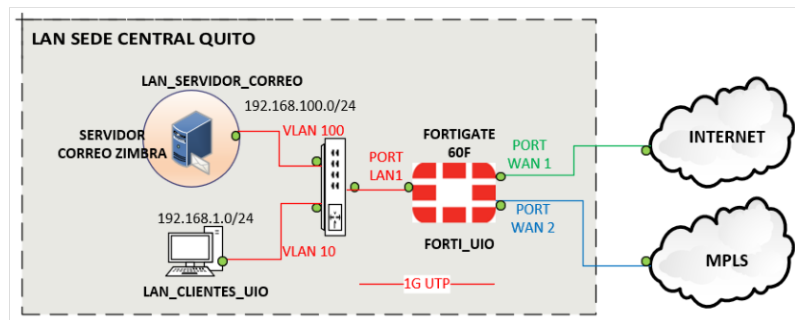 LAN SEDE CENTRAL QUITO
LAN_SERVIDOR_CORREO
192.168.100.0/24
SERVIDOR
CORREO ZIMBRA
VLAN 100
192.168.1.0/24
VLAN 10
LAN_CLIENTES_UIO
PORT
LAN1
FORTIGATE
60F
FORTI_UIO
1G UTP
PORT
WAN 1
PORT
WAN 2
INTERNET
MPLS